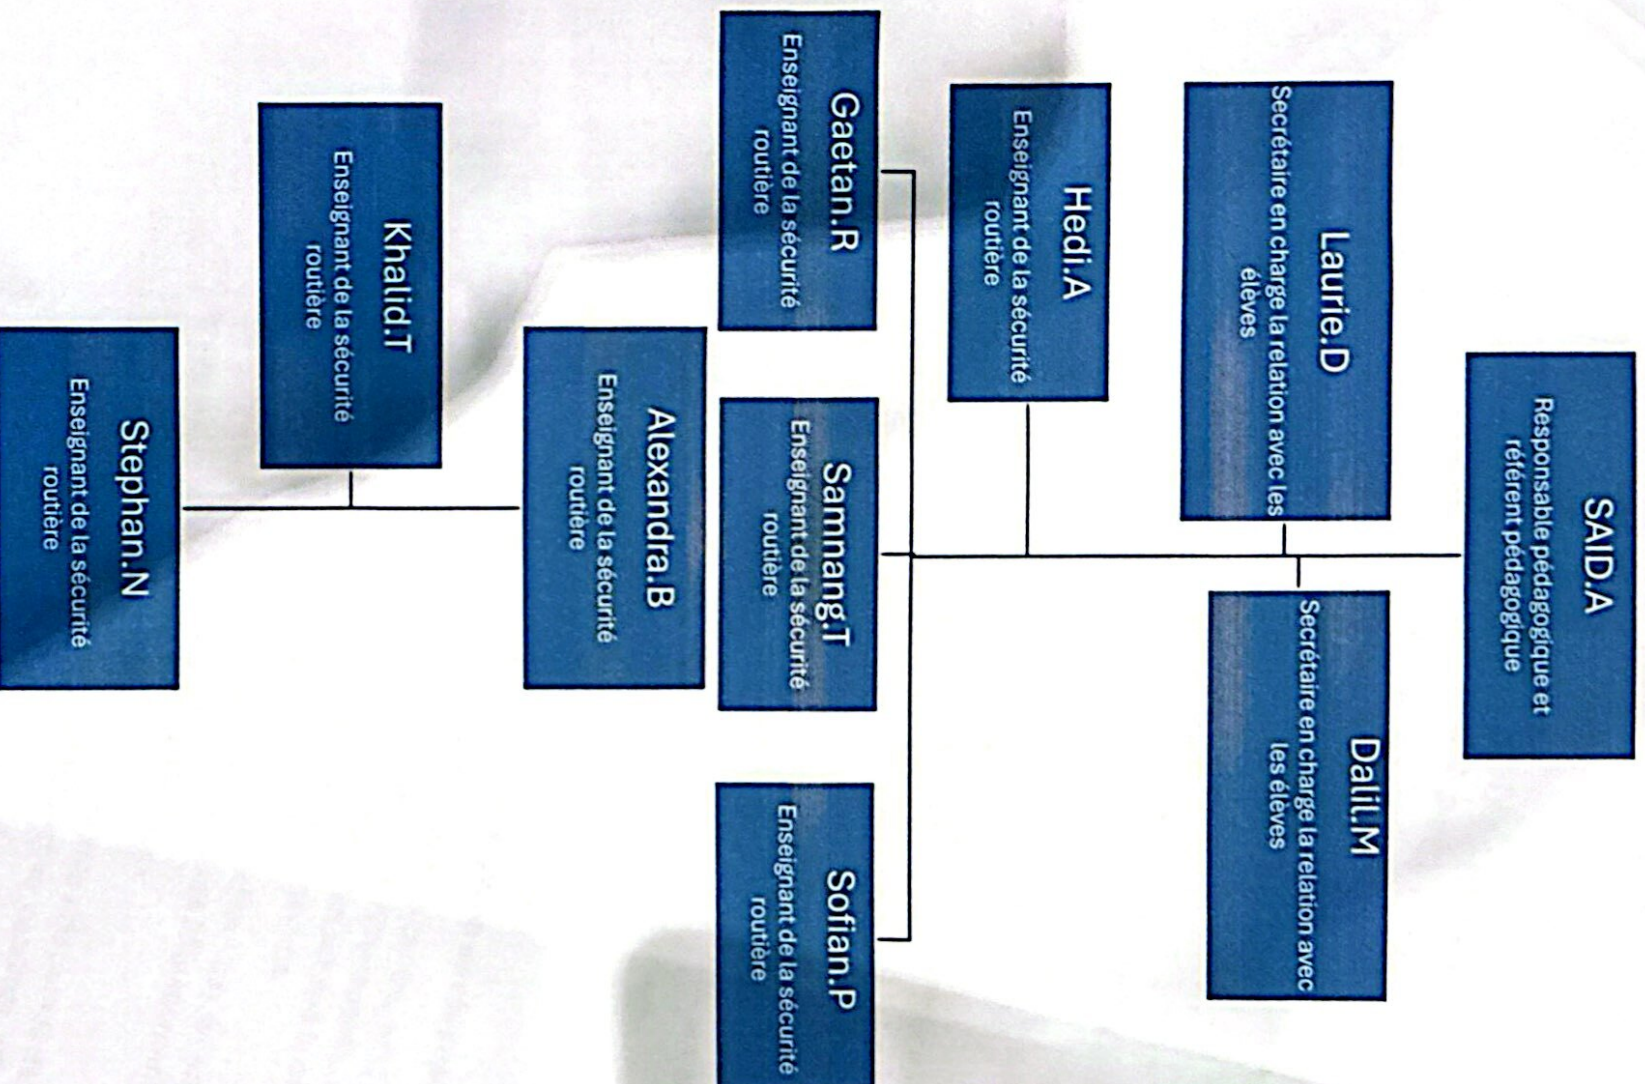 SAID.A
Responsable pédagogique et
référent pédagogique
Laurie.D
Secrétaire en charge la relation avec les
élèves
Dalil.M
Secrétaire en charge la relation avec
les élèves
Hedi.A
Enseignant de la sécurité
routière
Gaetan.R
Enseignant de la sécurité
routière
Samnang.T
Enseignant de la sécurité
routière
Sofian.P
Enseignant de la sécurité
routière
Alexandra.B
Enseignant de la sécurité
routière
Khalid.T
Enseignant de la sécurité
routière
Stephan.N
Enseignant de la sécurité
routière